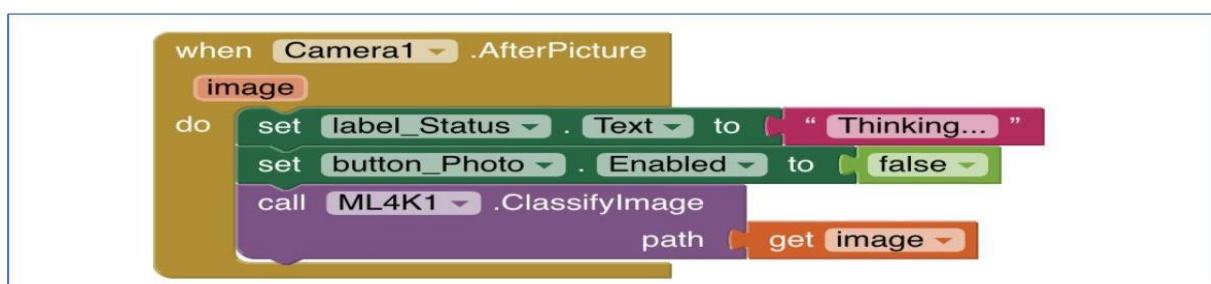 when Camera1 .AfterPicture
image
do set label_Status . Text to " Thinking... "
set button_Photo . Enabled to false
call ML4K1 .ClassifyImage
path get image